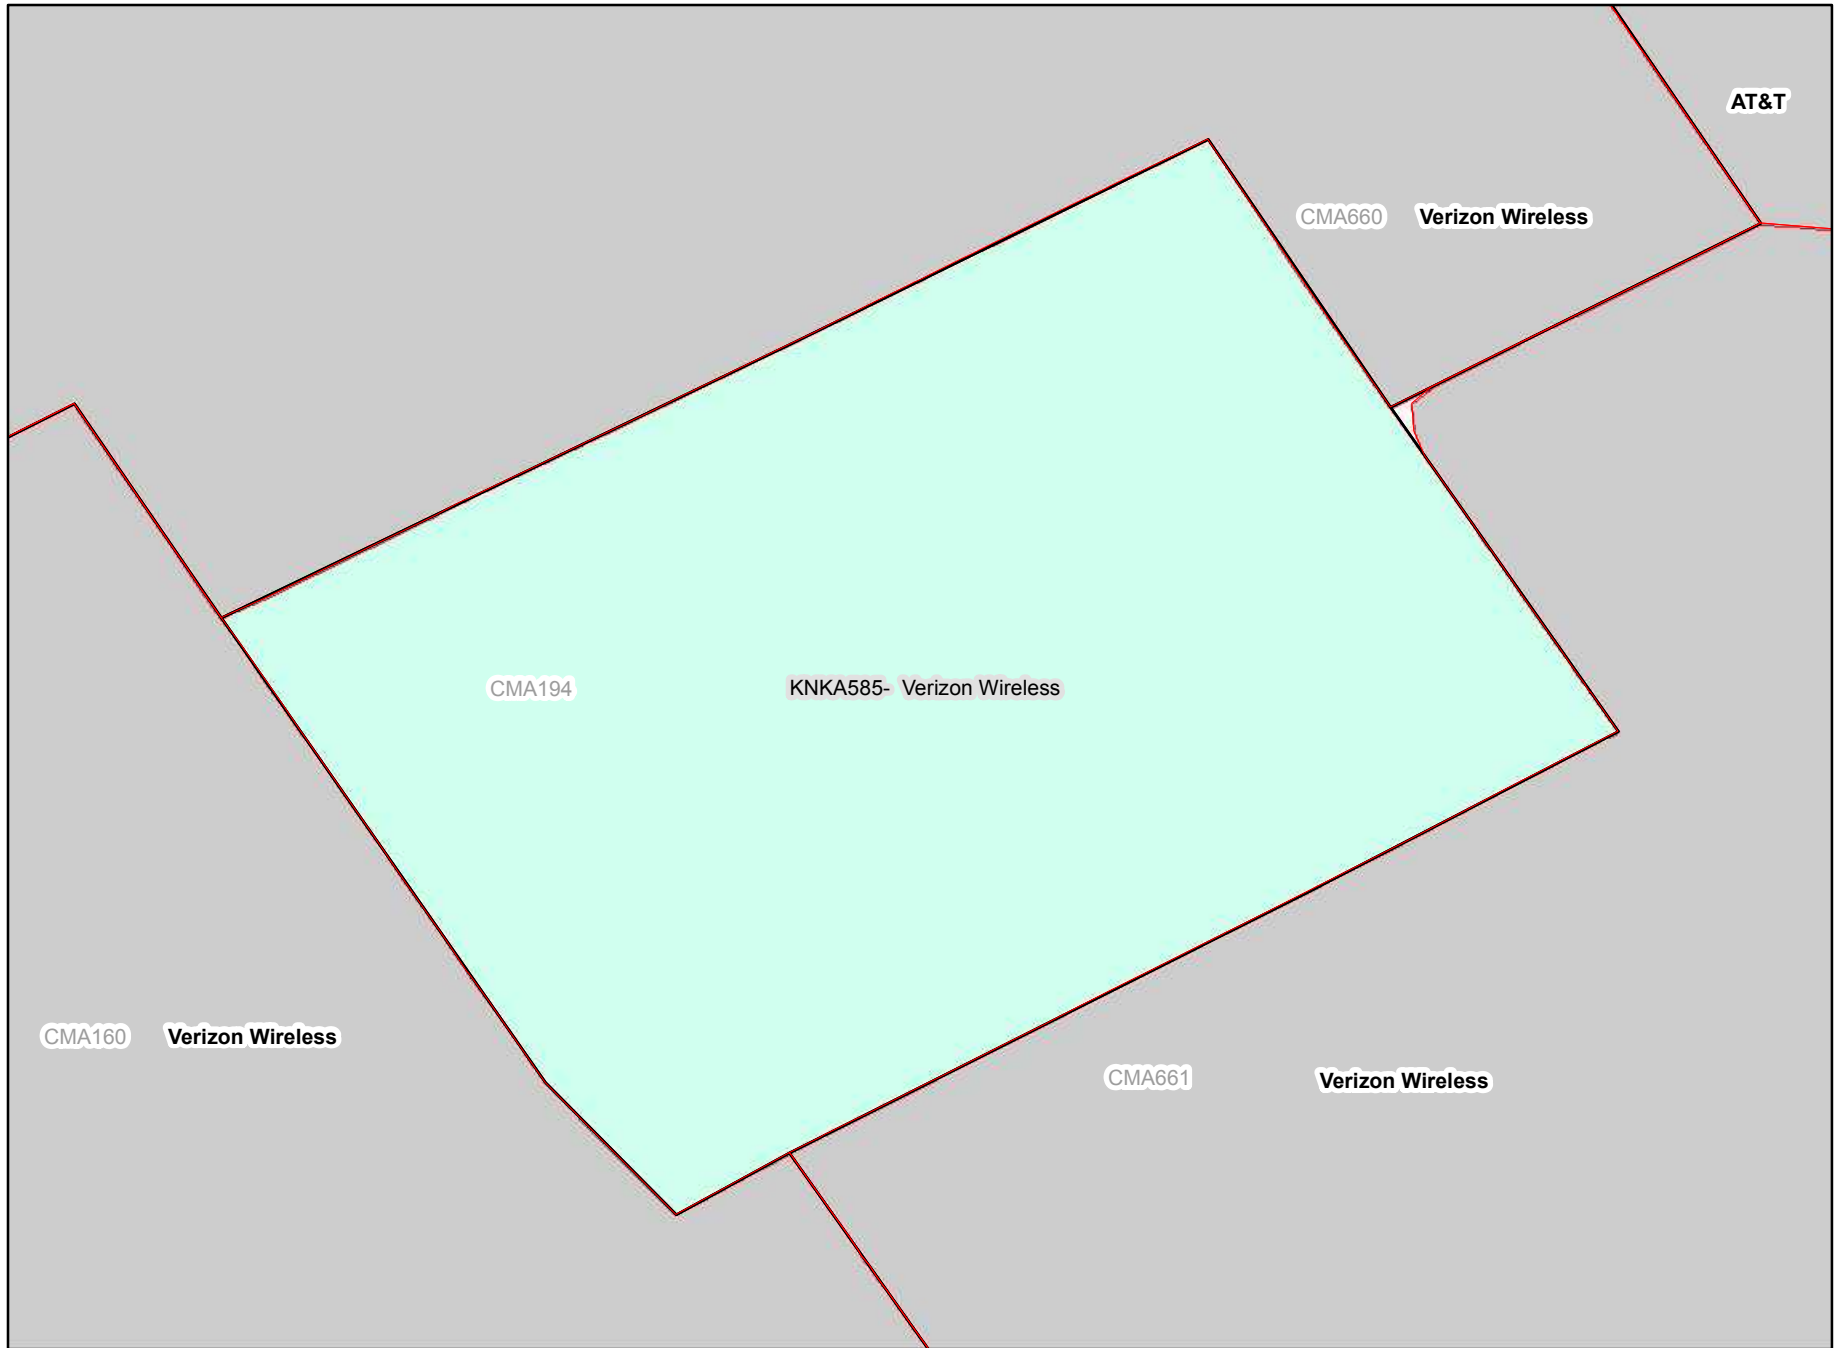 AT&T
CMA660 Verizon Wireless
CMA194 KNKA585- Verizon Wireless
CMA160 Verizon Wireless
CMA661 Verizon Wireless